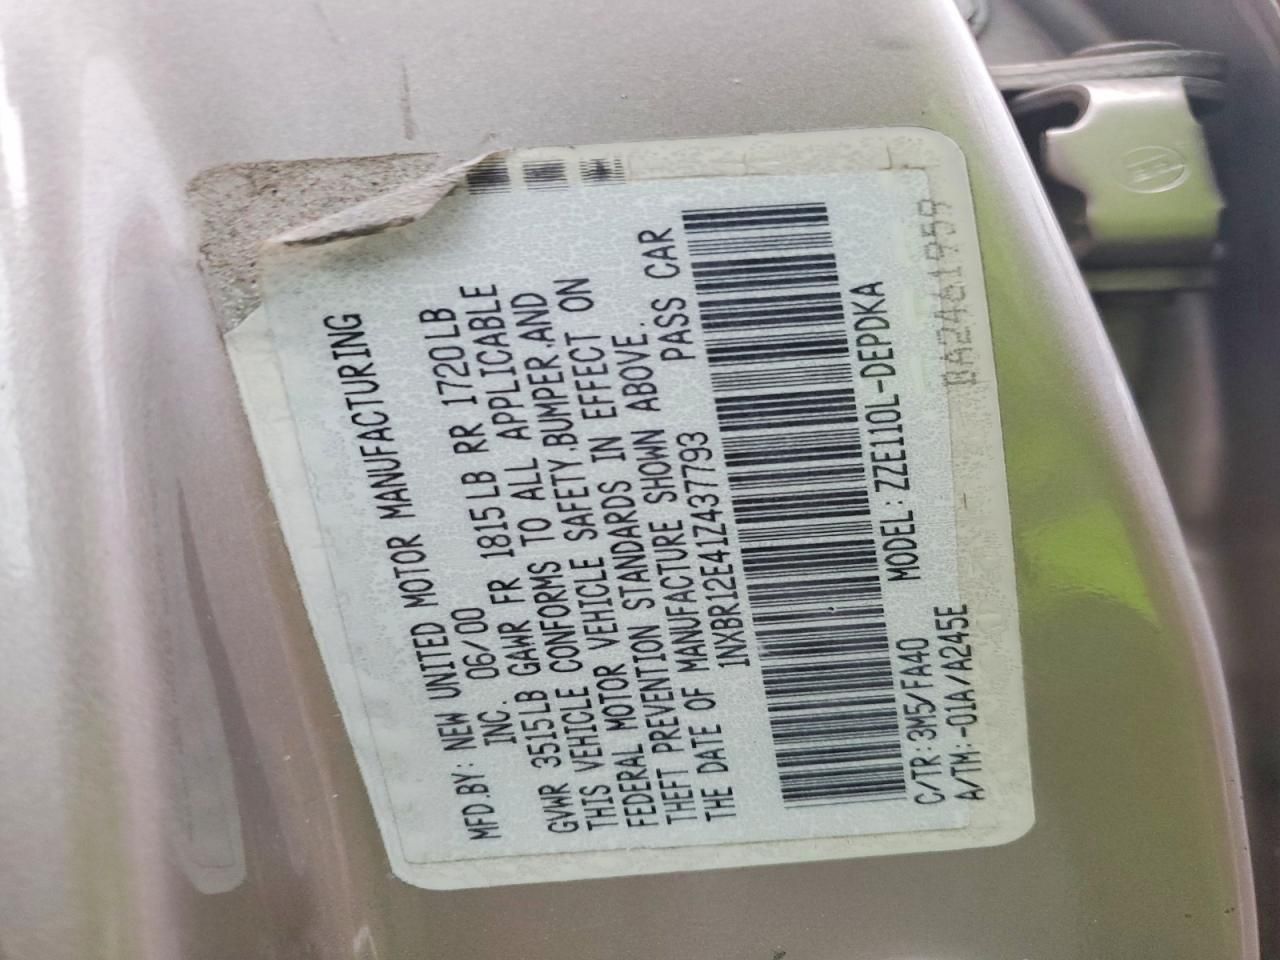 MFD.BY: NEW UNITED MOTOR MANUFACTURING
INC. 06/00
GVWR 3515LB GAWR FR 1815LB RR 1720LB
THIS VEHICLE CONFORMS TO ALL APPLICABLE
FEDERAL MOTOR VEHICLE SAFETY,BUMPER,AND
THEFT PREVENTION STANDARDS IN EFFECT ON
THE DATE OF MANUFACTURE SHOWN ABOVE.
1NXBR12E41Z437793 PASS CAR
MODEL: ZZE110L-DEPDKA
C/TR:3M5/FA40
A/TM:-01A/A245E